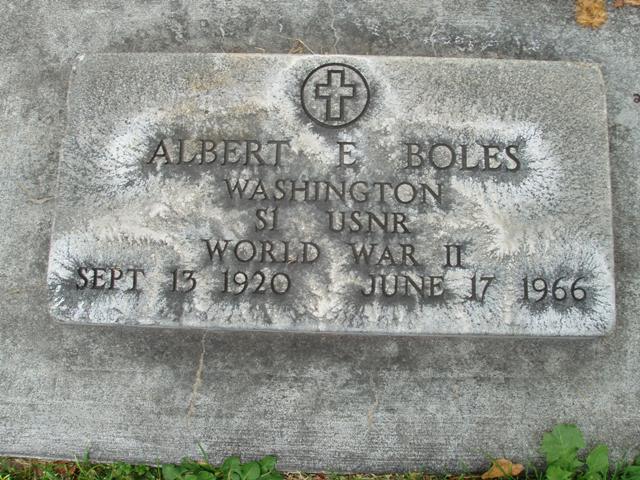 ALBERT E BOLES
WASHINGTON
S1 USNR
WORLD WAR II
SEPT 13 1920 JUNE 17 1966